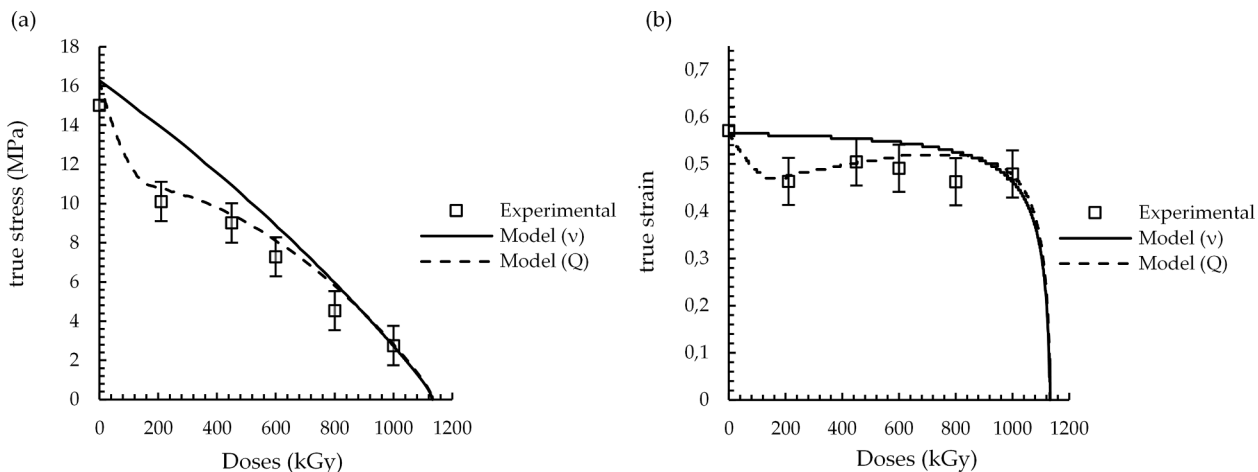 (a)
true stress (MPa)
18
16
14
12
10
8
6
4
2
0
0 200 400 600 800 1000 1200
Doses (kGy)
Experimental
Model (ν)
Model (Q)
(b)
true strain
0,7
0,6
0,5
0,4
0,3
0,2
0,1
0
0 200 400 600 800 1000 1200
Doses (kGy)
Experimental
Model (ν)
Model (Q)